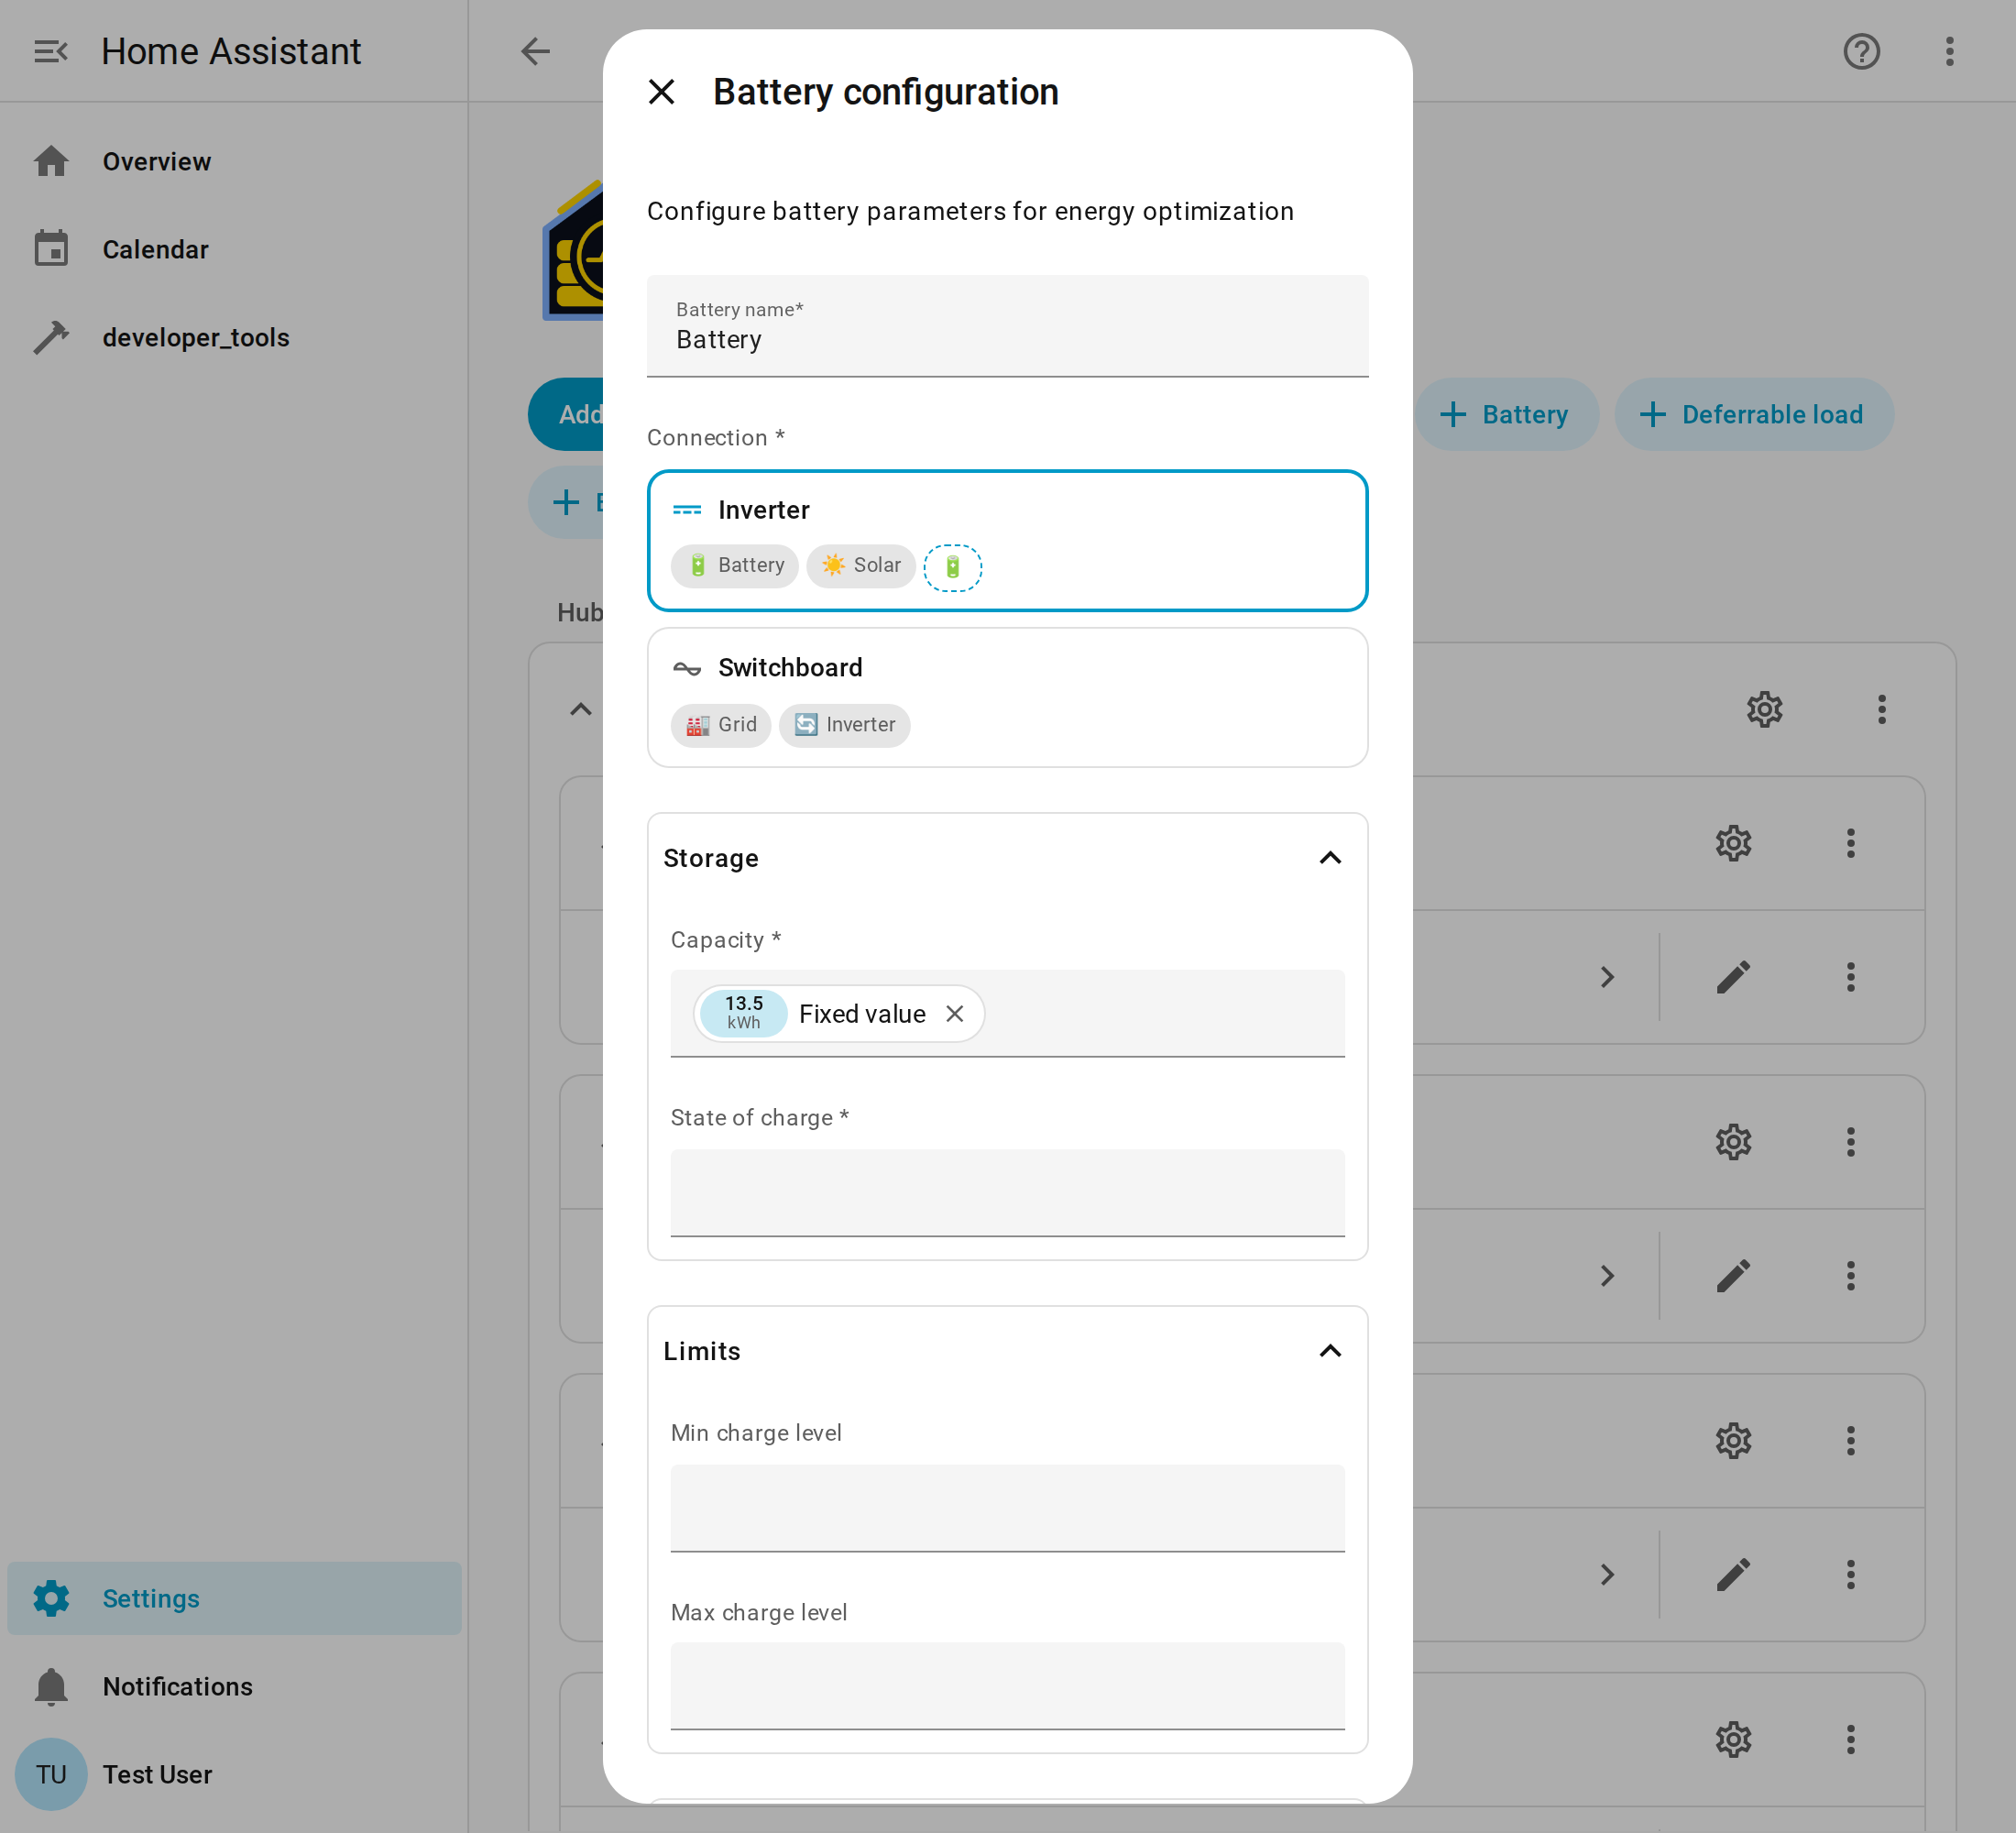 Home Assistant
Overview
Calendar
developer_tools
Settings
Notifications
TU Test User
Add
Battery
Deferrable load
Hub
Battery configuration
Configure battery parameters for energy optimization
Battery name*
Battery
Connection *
Inverter
Battery Solar
Switchboard
Grid Inverter
Storage
Capacity *
13.5
kWh
Fixed value
State of charge *
Limits
Min charge level
Max charge level